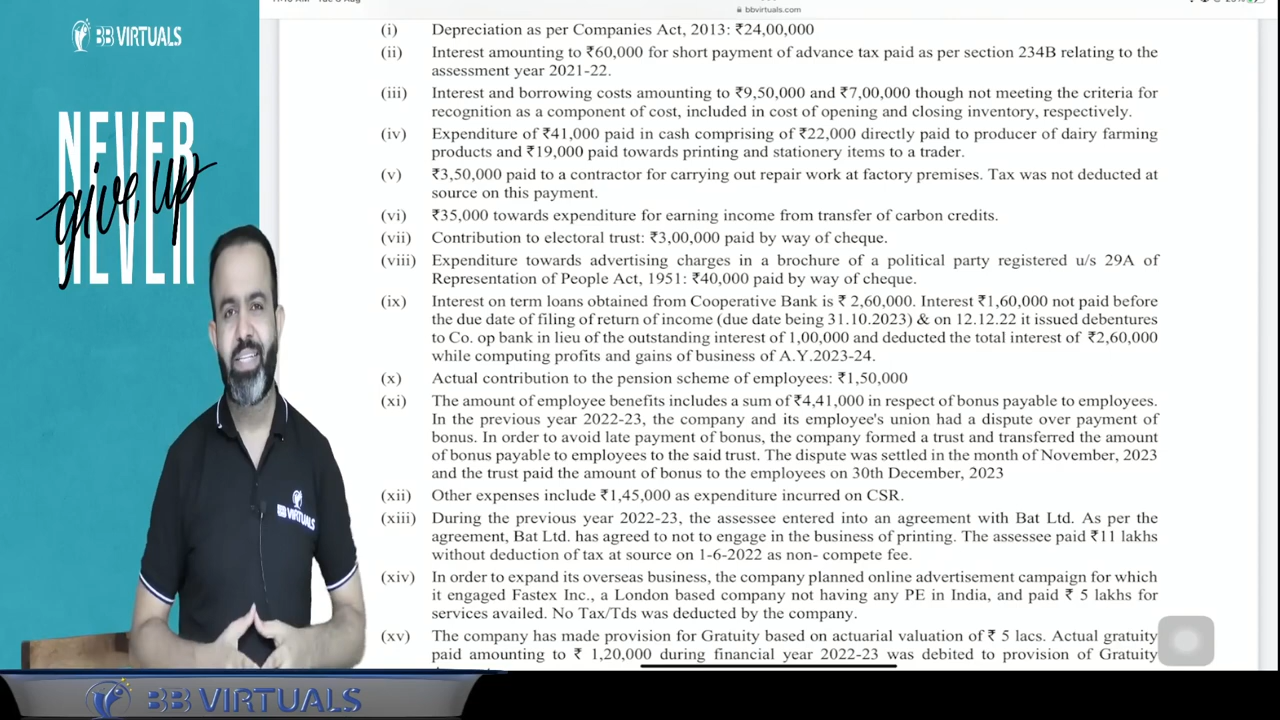 bbvirtuals.com
BB VIRTUALS
NEVER
give up
NEVER
BB VIRTUALS
BB VIRTUALS
(i) Depreciation as per Companies Act, 2013: ₹24,00,000
(ii) Interest amounting to ₹60,000 for short payment of advance tax paid as per section 234B relating to the
assessment year 2021-22.
(iii) Interest and borrowing costs amounting to ₹9,50,000 and ₹7,00,000 though not meeting the criteria for
recognition as a component of cost, included in cost of opening and closing inventory, respectively.
(iv) Expenditure of ₹41,000 paid in cash comprising of ₹22,000 directly paid to producer of dairy farming
products and ₹19,000 paid towards printing and stationery items to a trader.
(v) ₹3,50,000 paid to a contractor for carrying out repair work at factory premises. Tax was not deducted at
source on this payment.
(vi) ₹35,000 towards expenditure for earning income from transfer of carbon credits.
(vii) Contribution to electoral trust: ₹3,00,000 paid by way of cheque.
(viii) Expenditure towards advertising charges in a brochure of a political party registered u/s 29A of
Representation of People Act, 1951: ₹40,000 paid by way of cheque.
(ix) Interest on term loans obtained from Cooperative Bank is ₹ 2,60,000. Interest ₹1,60,000 not paid before
the due date of filing of return of income (due date being 31.10.2023) & on 12.12.22 it issued debentures
to Co. op bank in lieu of the outstanding interest of 1,00,000 and deducted the total interest of ₹2,60,000
while computing profits and gains of business of A.Y.2023-24.
(x) Actual contribution to the pension scheme of employees: ₹1,50,000
(xi) The amount of employee benefits includes a sum of ₹4,41,000 in respect of bonus payable to employees.
In the previous year 2022-23, the company and its employee's union had a dispute over payment of
bonus. In order to avoid late payment of bonus, the company formed a trust and transferred the amount
of bonus payable to employees to the said trust. The dispute was settled in the month of November, 2023
and the trust paid the amount of bonus to the employees on 30th December, 2023
(xii) Other expenses include ₹1,45,000 as expenditure incurred on CSR.
(xiii) During the previous year 2022-23, the assessee entered into an agreement with Bat Ltd. As per the
agreement, Bat Ltd. has agreed to not to engage in the business of printing. The assessee paid ₹11 lakhs
without deduction of tax at source on 1-6-2022 as non- compete fee.
(xiv) In order to expand its overseas business, the company planned online advertisement campaign for which
it engaged Fastex Inc., a London based company not having any PE in India, and paid ₹ 5 lakhs for
services availed. No Tax/Tds was deducted by the company.
(xv) The company has made provision for Gratuity based on actuarial valuation of ₹ 5 lacs. Actual gratuity
paid amounting to ₹ 1,20,000 during financial year 2022-23 was debited to provision of Gratuity